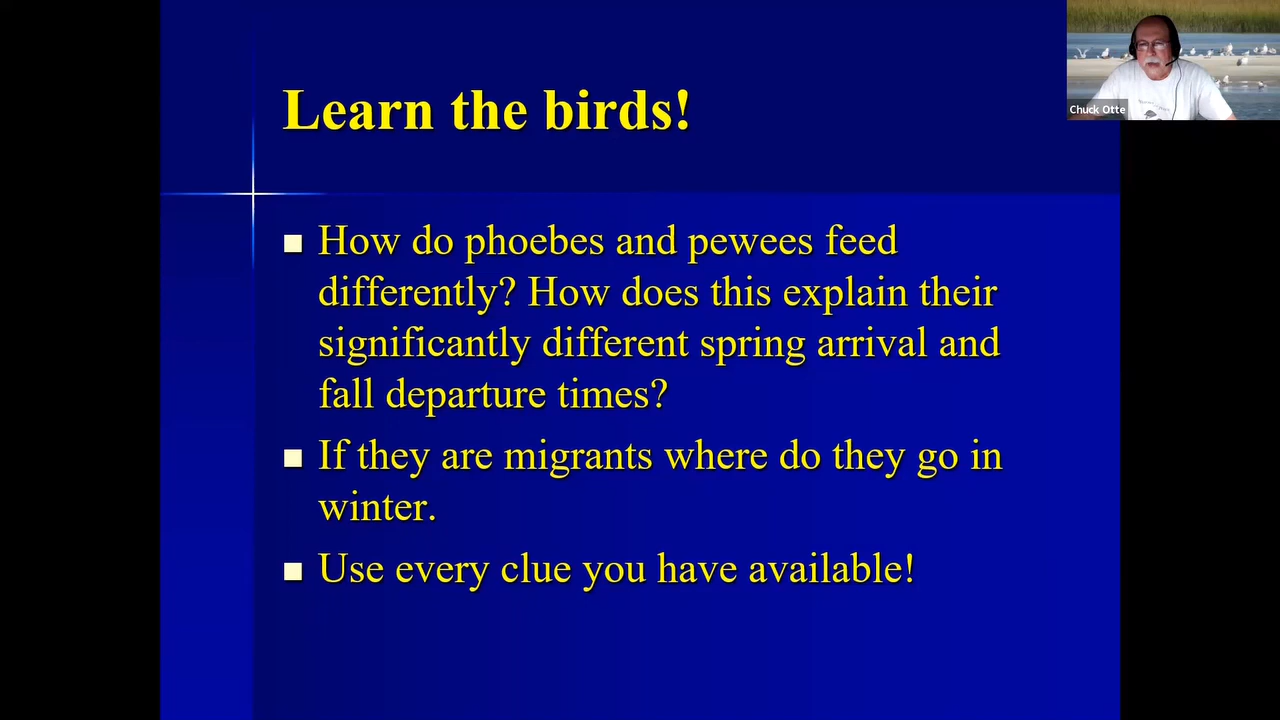 Learn the birds!
How do phoebes and pewees feed
differently? How does this explain their
significantly different spring arrival and
fall departure times?
If they are migrants where do they go in
winter.
Use every clue you have available!
Chuck Otte